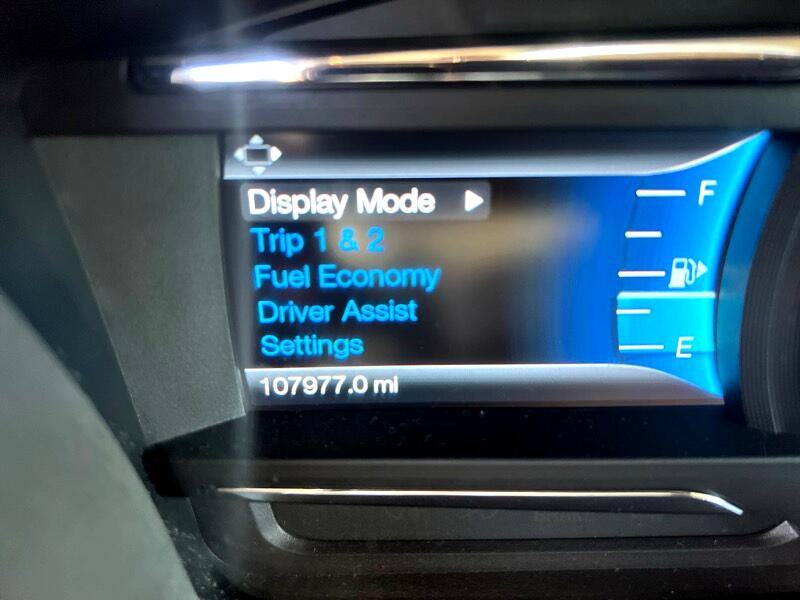 Display Mode
F
Trip 1 & 2
Fuel Economy
Driver Assist
Settings
E
107977.0 mi